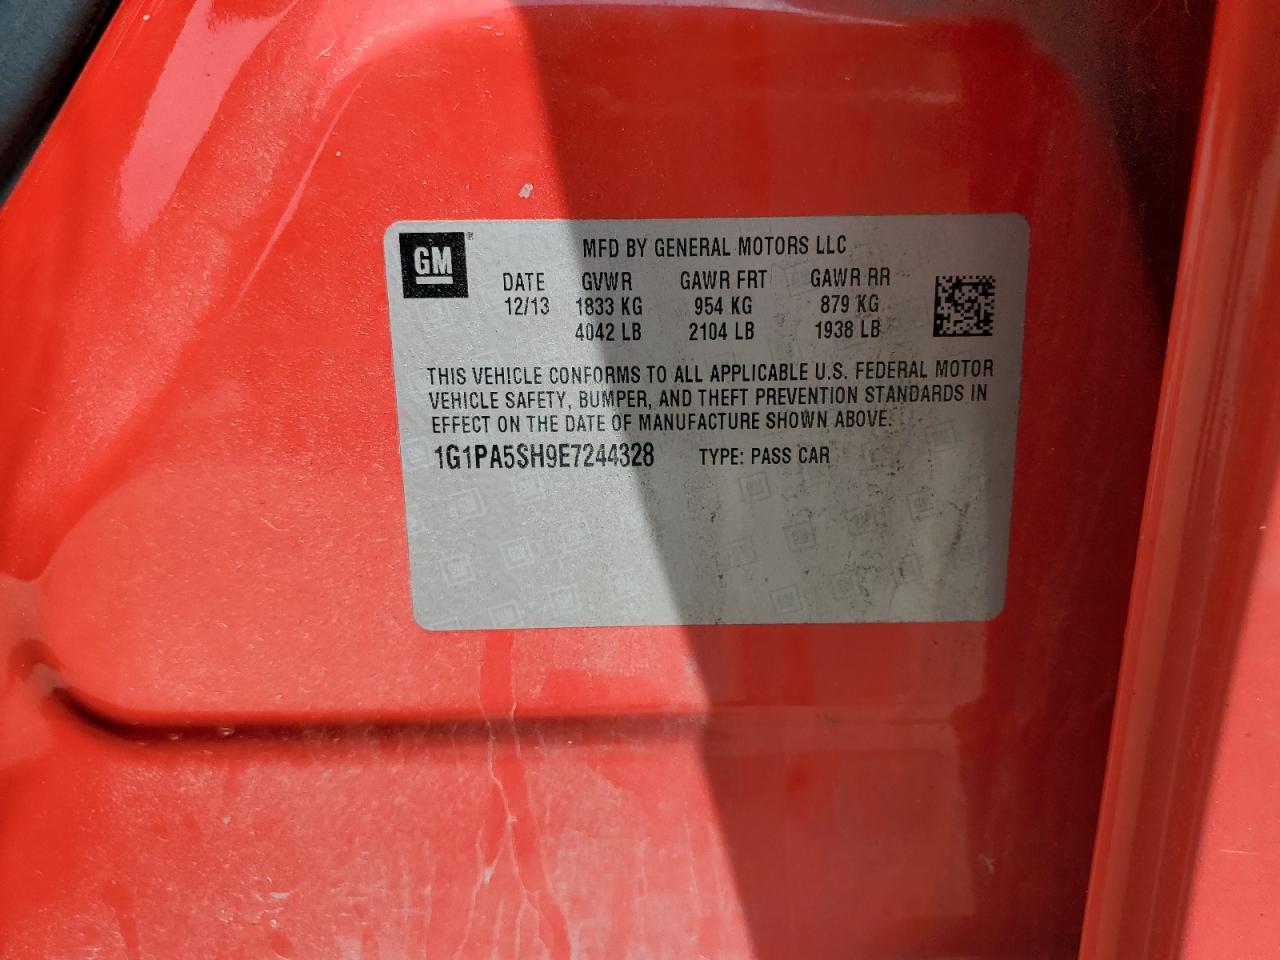 GM
MFD BY GENERAL MOTORS LLC
DATE GVWR GAWR FRT GAWR RR
12/13 1833 KG 954 KG 879 KG
4042 LB 2104 LB 1938 LB
THIS VEHICLE CONFORMS TO ALL APPLICABLE U.S. FEDERAL MOTOR
VEHICLE SAFETY, BUMPER, AND THEFT PREVENTION STANDARDS IN
EFFECT ON THE DATE OF MANUFACTURE SHOWN ABOVE.
1G1PA5SH9E7244328 TYPE: PASS CAR